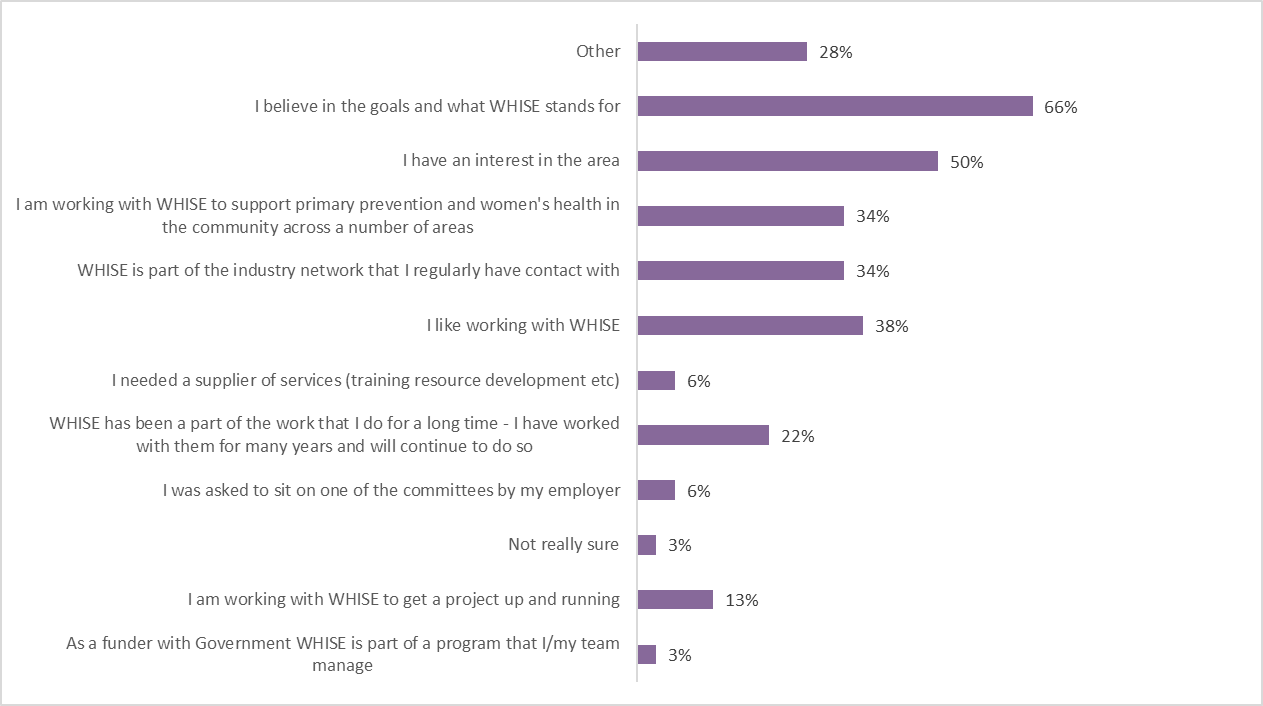 Other
28%
I believe in the goals and what WHISE stands for
66%
I have an interest in the area
50%
I am working with WHISE to support primary prevention and women's health in
the community across a number of areas
34%
WHISE is part of the industry network that I regularly have contact with
34%
I like working with WHISE
38%
I needed a supplier of services (training resource development etc)
6%
WHISE has been a part of the work that I do for a long time - I have worked
with them for many years and will continue to do so
22%
I was asked to sit on one of the committees by my employer
6%
Not really sure
3%
I am working with WHISE to get a project up and running
13%
As a funder with Government WHISE is part of a program that I/my team
manage
3%